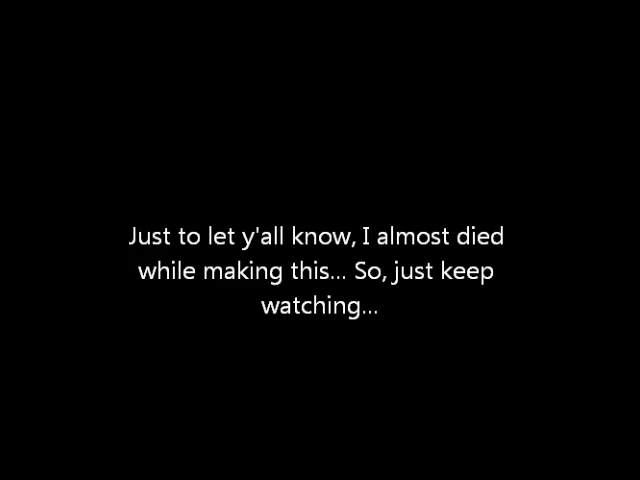 Just to let y'all know, I almost died
while making this... So, just keep
watching...